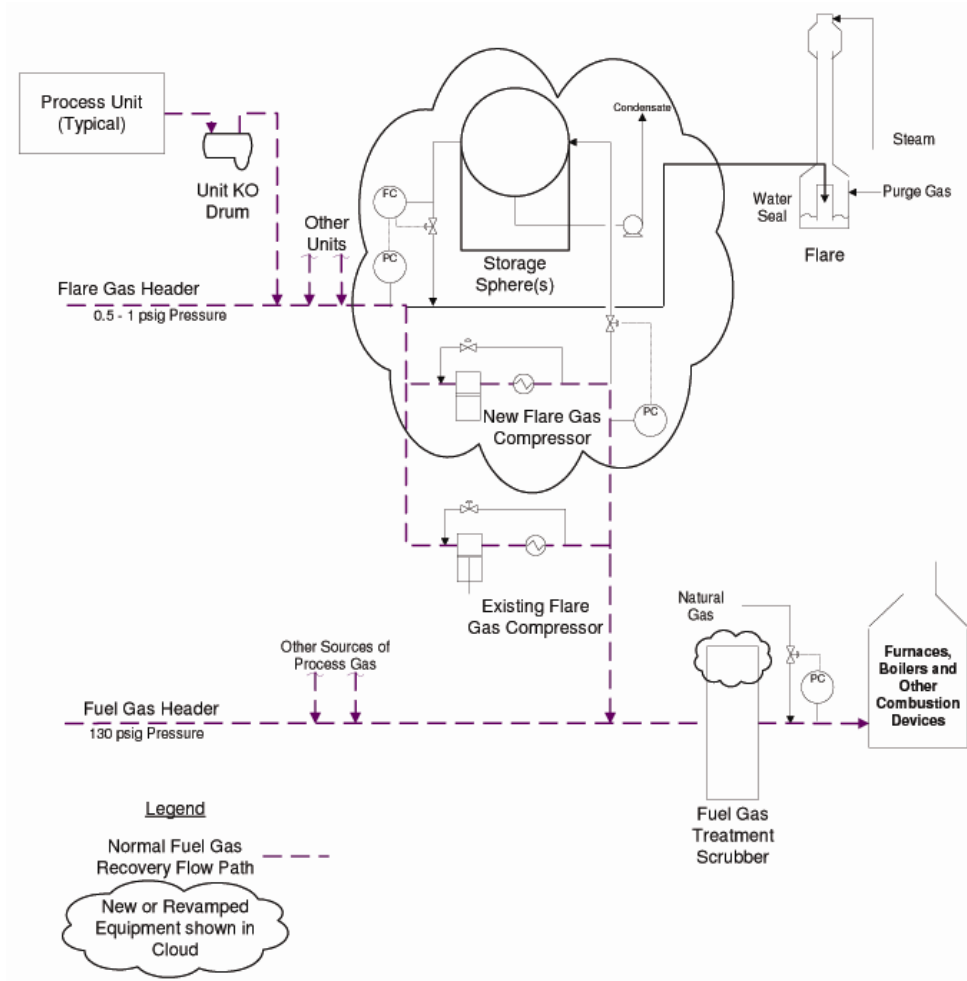 Process Unit
(Typical)
Unit KO
Drum
Other
Units
Flare Gas Header
0.5 - 1 psig Pressure
FC
PC
Condensate
Storage
Sphere(s)
Steam
Water
Seal
Purge Gas
Flare
New Flare Gas
Compressor
PC
Existing Flare
Gas Compressor
Other Sources of
Process Gas
Fuel Gas Header
130 psig Pressure
Natural
Gas
PC
Furnaces,
Boilers and
Other
Combustion
Devices
Fuel Gas
Treatment
Scrubber
Legend
Normal Fuel Gas
Recovery Flow Path
New or Revamped
Equipment shown in
Cloud